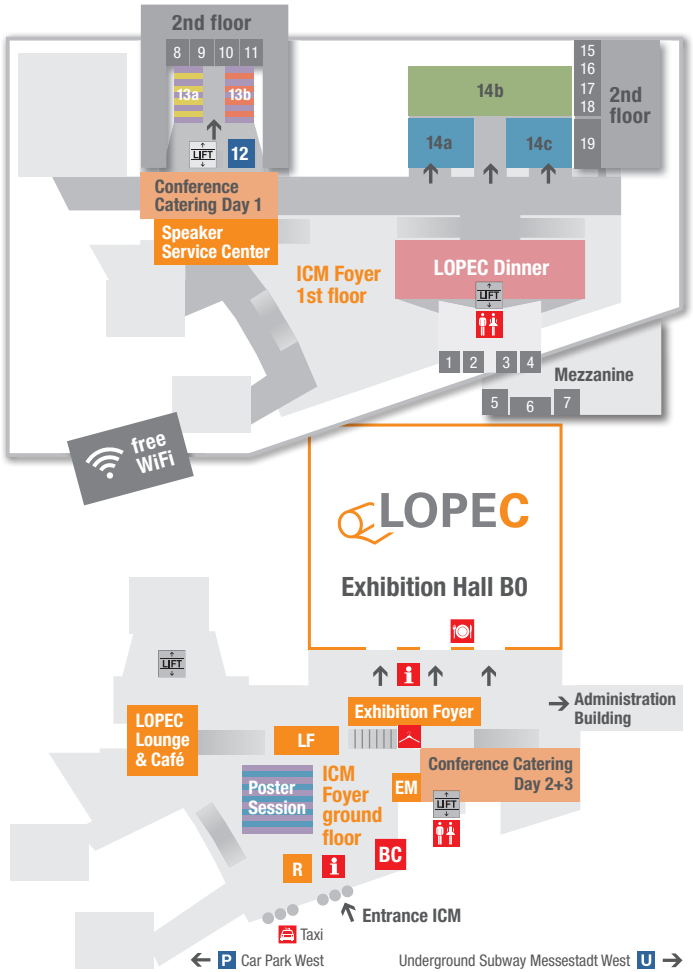 2nd floor
8 9 10 11
13a 13b
LIFT
12
Conference
Catering Day 1
Speaker
Service Center
ICM Foyer
1st floor
14b
14a
14c
15
16
17
18
19
2nd
floor
LOPEC Dinner
LIFT
1 2 3 4
Mezzanine
5 6 7
free
WiFi
LOPEC
Exhibition Hall B0
LIFT
i
Exhibition Foyer
Administration
Building
LOPEC
Lounge
& Café
LF
Conference Catering
Day 2+3
EM
LIFT
Poster
Session
ICM
Foyer
ground
floor
BC
R
i
Entrance ICM
Taxi
P Car Park West
Underground Subway Messestadt West U